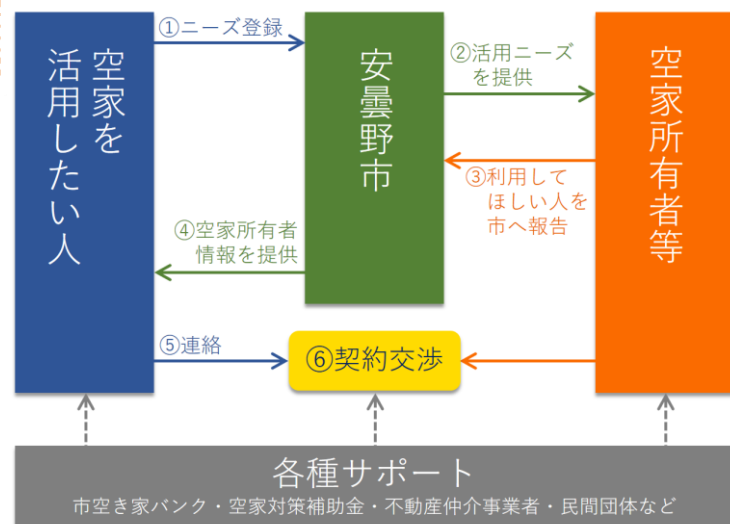 ①ニーズ登録
空家を
活用したい人
安曇野市
②活用ニーズ
を提供
空家所有者等
③利用して
ほしい人を
市へ報告
④空家所有者
情報を提供
⑤連絡
⑥契約交渉
各種サポート
市空き家バンク・空家対策補助金・不動産仲介事業者・民間団体など